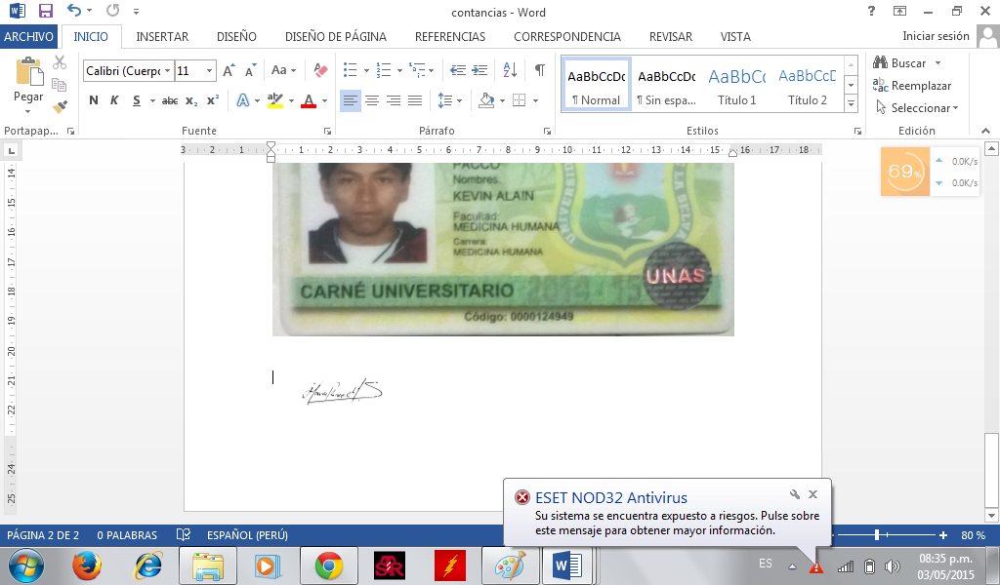 contancias - Word
ARCHIVO INICIO INSERTAR DISEÑO DISEÑO DE PÁGINA REFERENCIAS CORRESPONDENCIA REVISAR VISTA Iniciar sesión
Pegar
Calibri (Cuerpo 11
Aa
N K S abc x₂ x² A A
¶
AaBbCcDc AaBbCcDc AaBbCc AaBbCcD
¶ Normal ¶ Sin espa... Título 1 Título 2
Buscar
Reemplazar
Seleccionar
Portapap... Fuente Párrafo Estilos Edición
3 2 1 1 2 3 4 5 6 7 8 9 10 11 12 13 14 15 16 17 18
14
15
16
17
18
19
20
21
22
24
25
69%
0.0K/s
0.0K/s
PACCO
Nombres
KEVIN ALAIN
Facultad:
MEDICINA HUMANA
Carrera:
MEDICINA HUMANA
UNAS
CARNÉ UNIVERSITARIO 2014 - 15
Código: 0000124949
ESET NOD32 Antivirus
Su sistema se encuentra expuesto a riesgos. Pulse sobre
este mensaje para obtener mayor información.
PÁGINA 2 DE 2 0 PALABRAS ESPAÑOL (PERÚ) 80 %
ES
08:35 p.m.
03/05/2015